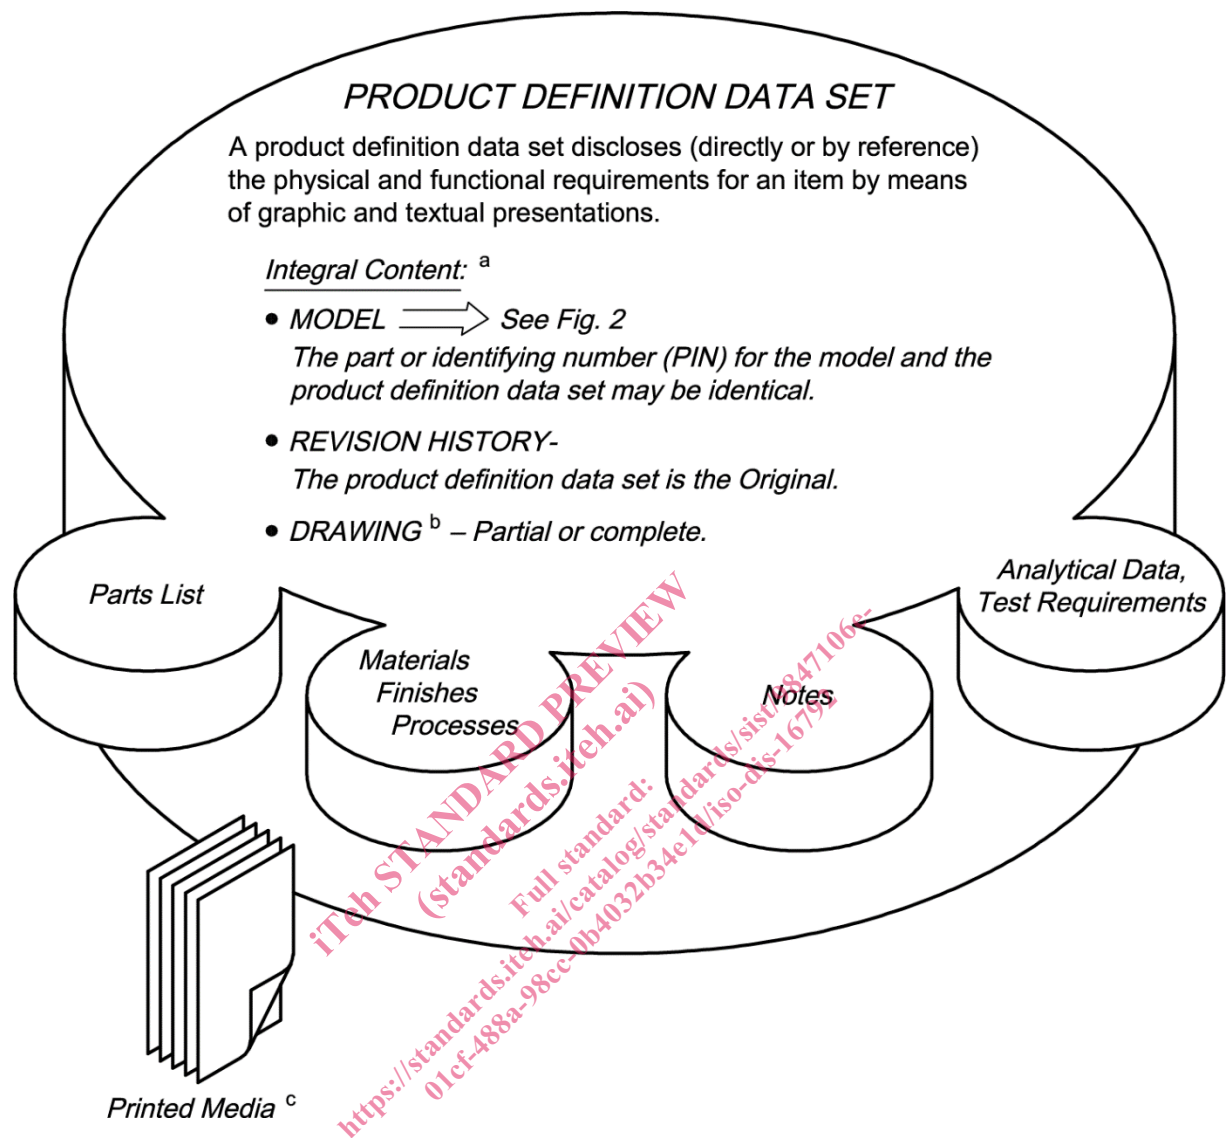 PRODUCT DEFINITION DATA SET
A product definition data set discloses (directly or by reference)
the physical and functional requirements for an item by means
of graphic and textual presentations.
Integral Content: a
• MODEL See Fig. 2
The part or identifying number (PIN) for the model and the
product definition data set may be identical.
• REVISION HISTORY-
The product definition data set is the Original.
• DRAWING b – Partial or complete.
Parts List
Analytical Data,
Test Requirements
Materials
Finishes
Processes
Notes
Printed Media c
iTeh STANDARD PREVIEW
(standards.iteh.ai)
Full standard:
https://standards.iteh.ai/catalog/standards/sist/9847106e-
01cf-488a-98cc-0b4032b34e1d/iso-dis-16792